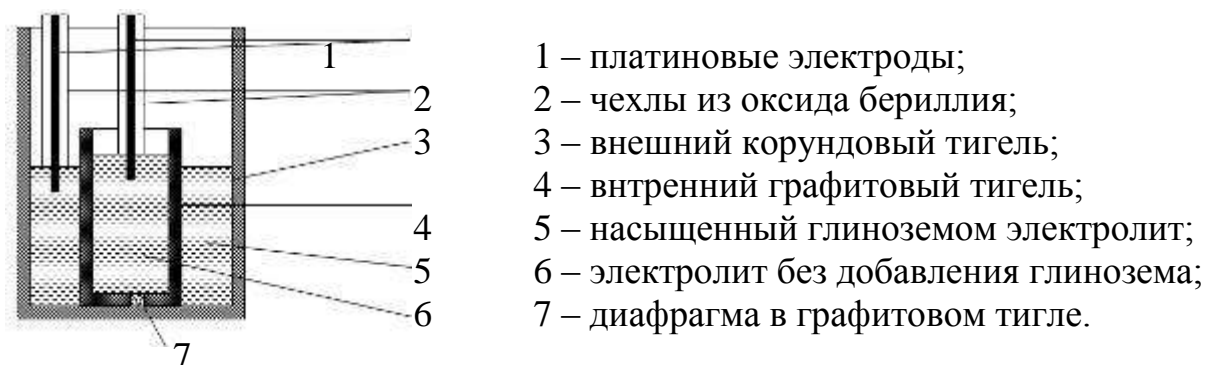 1
2
3
4
5
6
7
1 – платиновые электроды;
2 – чехлы из оксида бериллия;
3 – внешний корундовый тигель;
4 – внтренний графитовый тигель;
5 – насыщенный глиноземом электролит;
6 – электролит без добавления глинозема;
7 – диафрагма в графитовом тигле.